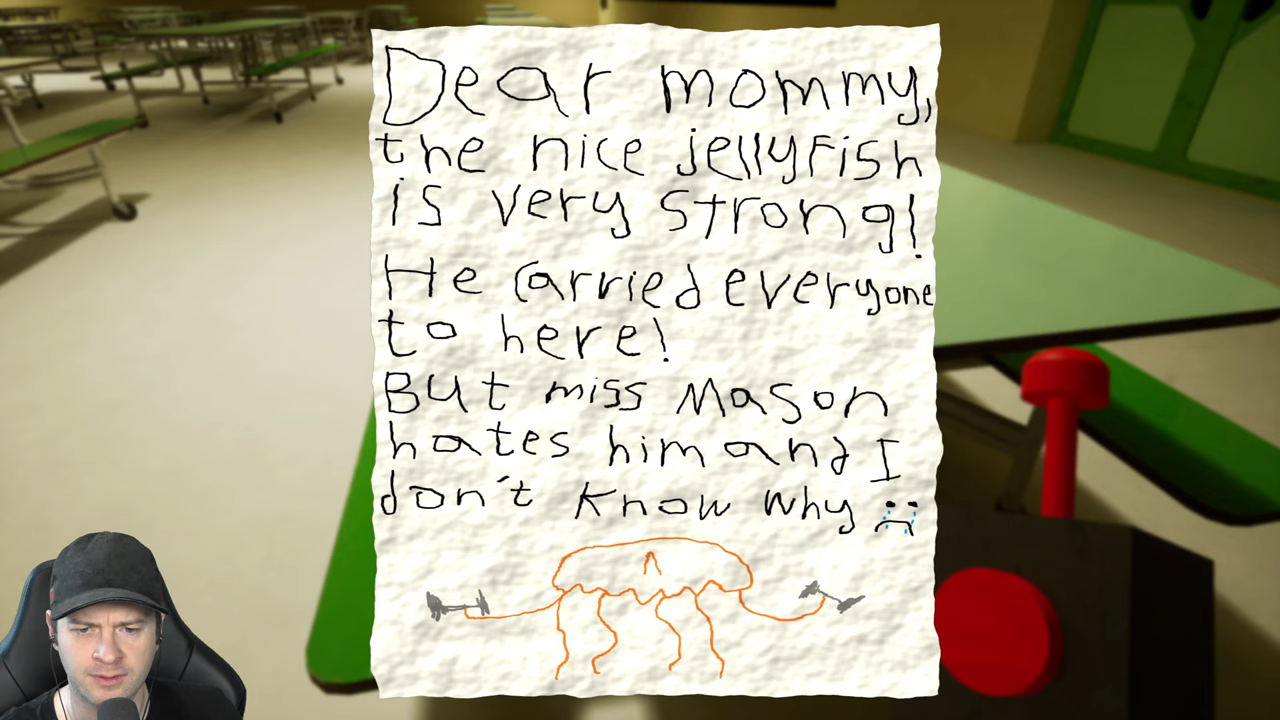 Dear mommy,
the nice jellyfish
is very strong!
He carried everyone
to here!
But miss Mason
hates him and I
don't know why